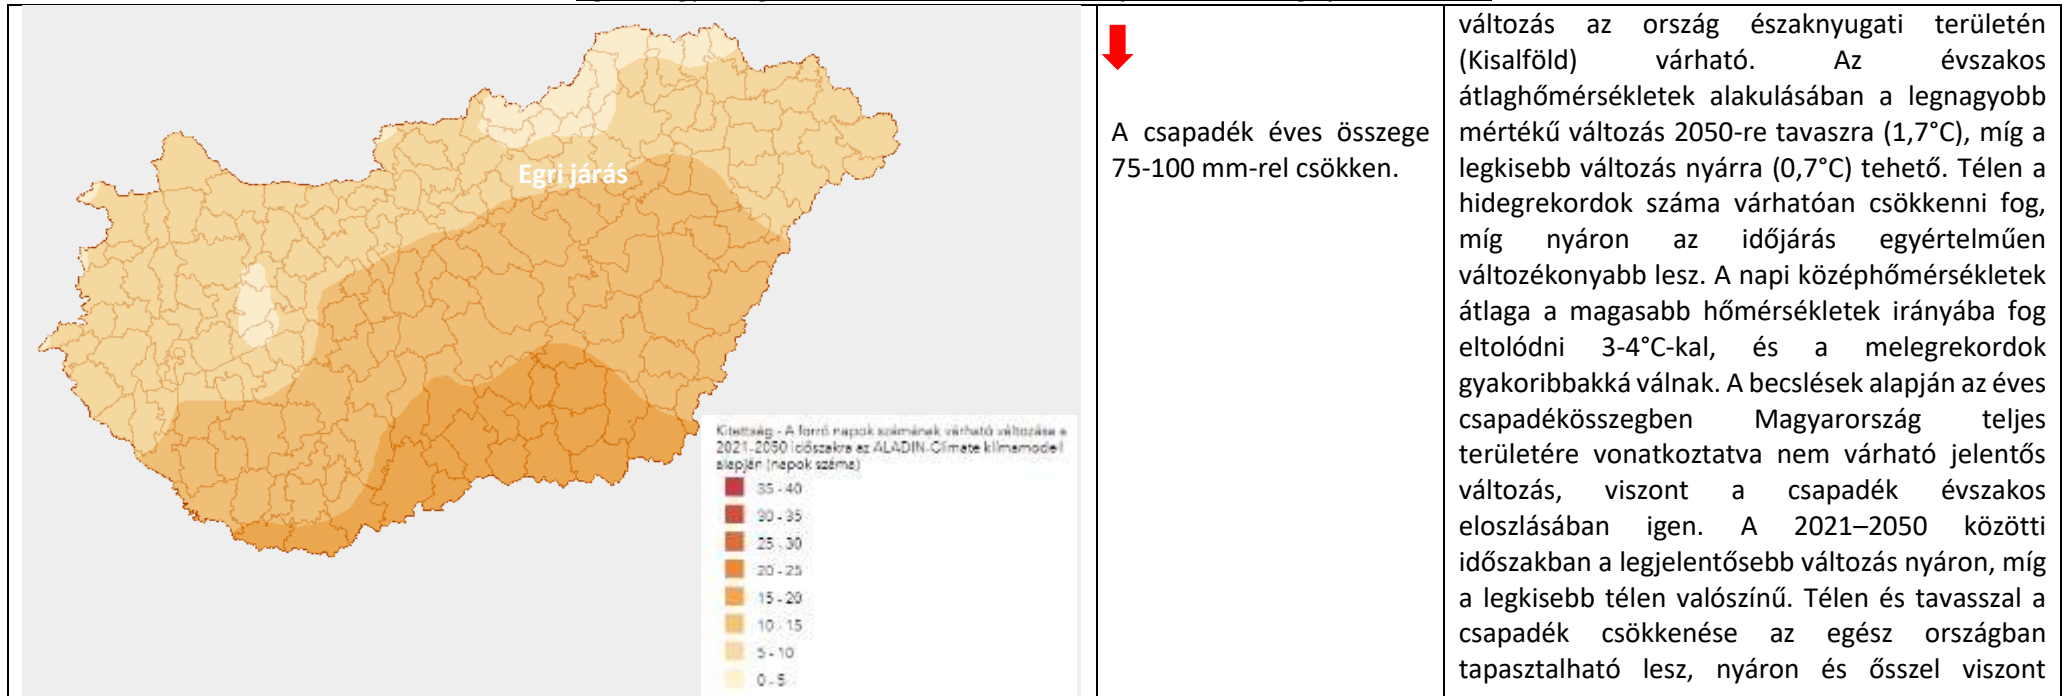 Egri járás
Kitettség - A forró napok számának várható változása a
2021-2050 időszakra az ALADIN-Climate klímamodell
alapján (napok száma)
35 - 40
30 - 35
25 - 30
20 - 25
15 - 20
10 - 15
5 - 10
0 - 5
A csapadék éves összege
75-100 mm-rel csökken.
változás az ország északnyugati területén
(Kisalföld) várható. Az évszakos
átlaghőmérsékletek alakulásában a legnagyobb
mértékű változás 2050-re tavaszra (1,7°C), míg a
legkisebb változás nyárra (0,7°C) tehető. Télen a
hidegrekordok száma várhatóan csökkenni fog,
míg nyáron az időjárás egyértelműen
változékonyabb lesz. A napi középhőmérsékletek
átlaga a magasabb hőmérsékletek irányába fog
eltolódni 3-4°C-kal, és a melegrekordok
gyakoribbakká válnak. A becslések alapján az éves
csapadékösszegben Magyarország teljes
területére vonatkoztatva nem várható jelentős
változás, viszont a csapadék évszakos
eloszlásában igen. A 2021–2050 közötti
időszakban a legjelentősebb változás nyáron, míg
a legkisebb télen valószínű. Télen és tavasszal a
csapadék csökkenése az egész országban
tapasztalható lesz, nyáron és ősszel viszont